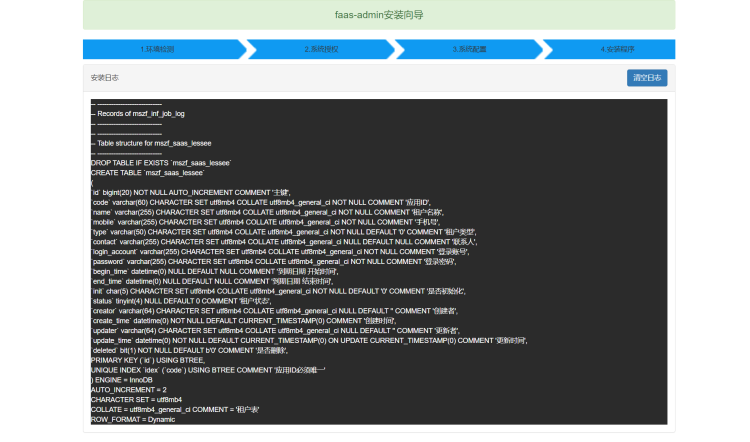 faas-admin安装向导
1.环境检测
2.系统授权
3.系统配置
4.安装程序
安装日志
清空日志
-- ----------------------------
-- Records of mszf_inf_job_log
-- ----------------------------
-- ----------------------------
-- Table structure for mszf_saas_lessee
-- ----------------------------
DROP TABLE IF EXISTS `mszf_saas_lessee`
CREATE TABLE `mszf_saas_lessee`
(
`id` bigint(20) NOT NULL AUTO_INCREMENT COMMENT '主键',
`code` varchar(60) CHARACTER SET utf8mb4 COLLATE utf8mb4_general_ci NOT NULL COMMENT '应用ID',
`name` varchar(255) CHARACTER SET utf8mb4 COLLATE utf8mb4_general_ci NOT NULL COMMENT '租户名称',
`mobile` varchar(255) CHARACTER SET utf8mb4 COLLATE utf8mb4_general_ci NOT NULL COMMENT '手机号',
`type` varchar(50) CHARACTER SET utf8mb4 COLLATE utf8mb4_general_ci NOT NULL DEFAULT '0' COMMENT '租户类型',
`contact` varchar(255) CHARACTER SET utf8mb4 COLLATE utf8mb4_general_ci NULL DEFAULT NULL COMMENT '联系人',
`login_account` varchar(255) CHARACTER SET utf8mb4 COLLATE utf8mb4_general_ci NOT NULL COMMENT '登录账号',
`password` varchar(255) CHARACTER SET utf8mb4 COLLATE utf8mb4_general_ci NOT NULL COMMENT '登录密码',
`begin_time` datetime(0) NULL DEFAULT NULL COMMENT '到期日期 开始时间',
`end_time` datetime(0) NULL DEFAULT NULL COMMENT '到期日期 结束时间',
`init` char(5) CHARACTER SET utf8mb4 COLLATE utf8mb4_general_ci NOT NULL DEFAULT '0' COMMENT '是否初始化',
`status` tinyint(4) NULL DEFAULT 0 COMMENT '租户状态',
`creator` varchar(64) CHARACTER SET utf8mb4 COLLATE utf8mb4_general_ci NULL DEFAULT '' COMMENT '创建者',
`create_time` datetime(0) NOT NULL DEFAULT CURRENT_TIMESTAMP(0) COMMENT '创建时间',
`updater` varchar(64) CHARACTER SET utf8mb4 COLLATE utf8mb4_general_ci NULL DEFAULT '' COMMENT '更新者',
`update_time` datetime(0) NOT NULL DEFAULT CURRENT_TIMESTAMP(0) ON UPDATE CURRENT_TIMESTAMP(0) COMMENT '更新时间',
`deleted` bit(1) NOT NULL DEFAULT b'0' COMMENT '是否删除',
PRIMARY KEY (`id`) USING BTREE,
UNIQUE INDEX `idex` (`code`) USING BTREE COMMENT '应用ID必须唯一'
) ENGINE = InnoDB
AUTO_INCREMENT = 2
CHARACTER SET = utf8mb4
COLLATE = utf8mb4_general_ci COMMENT = '租户表'
ROW_FORMAT = Dynamic